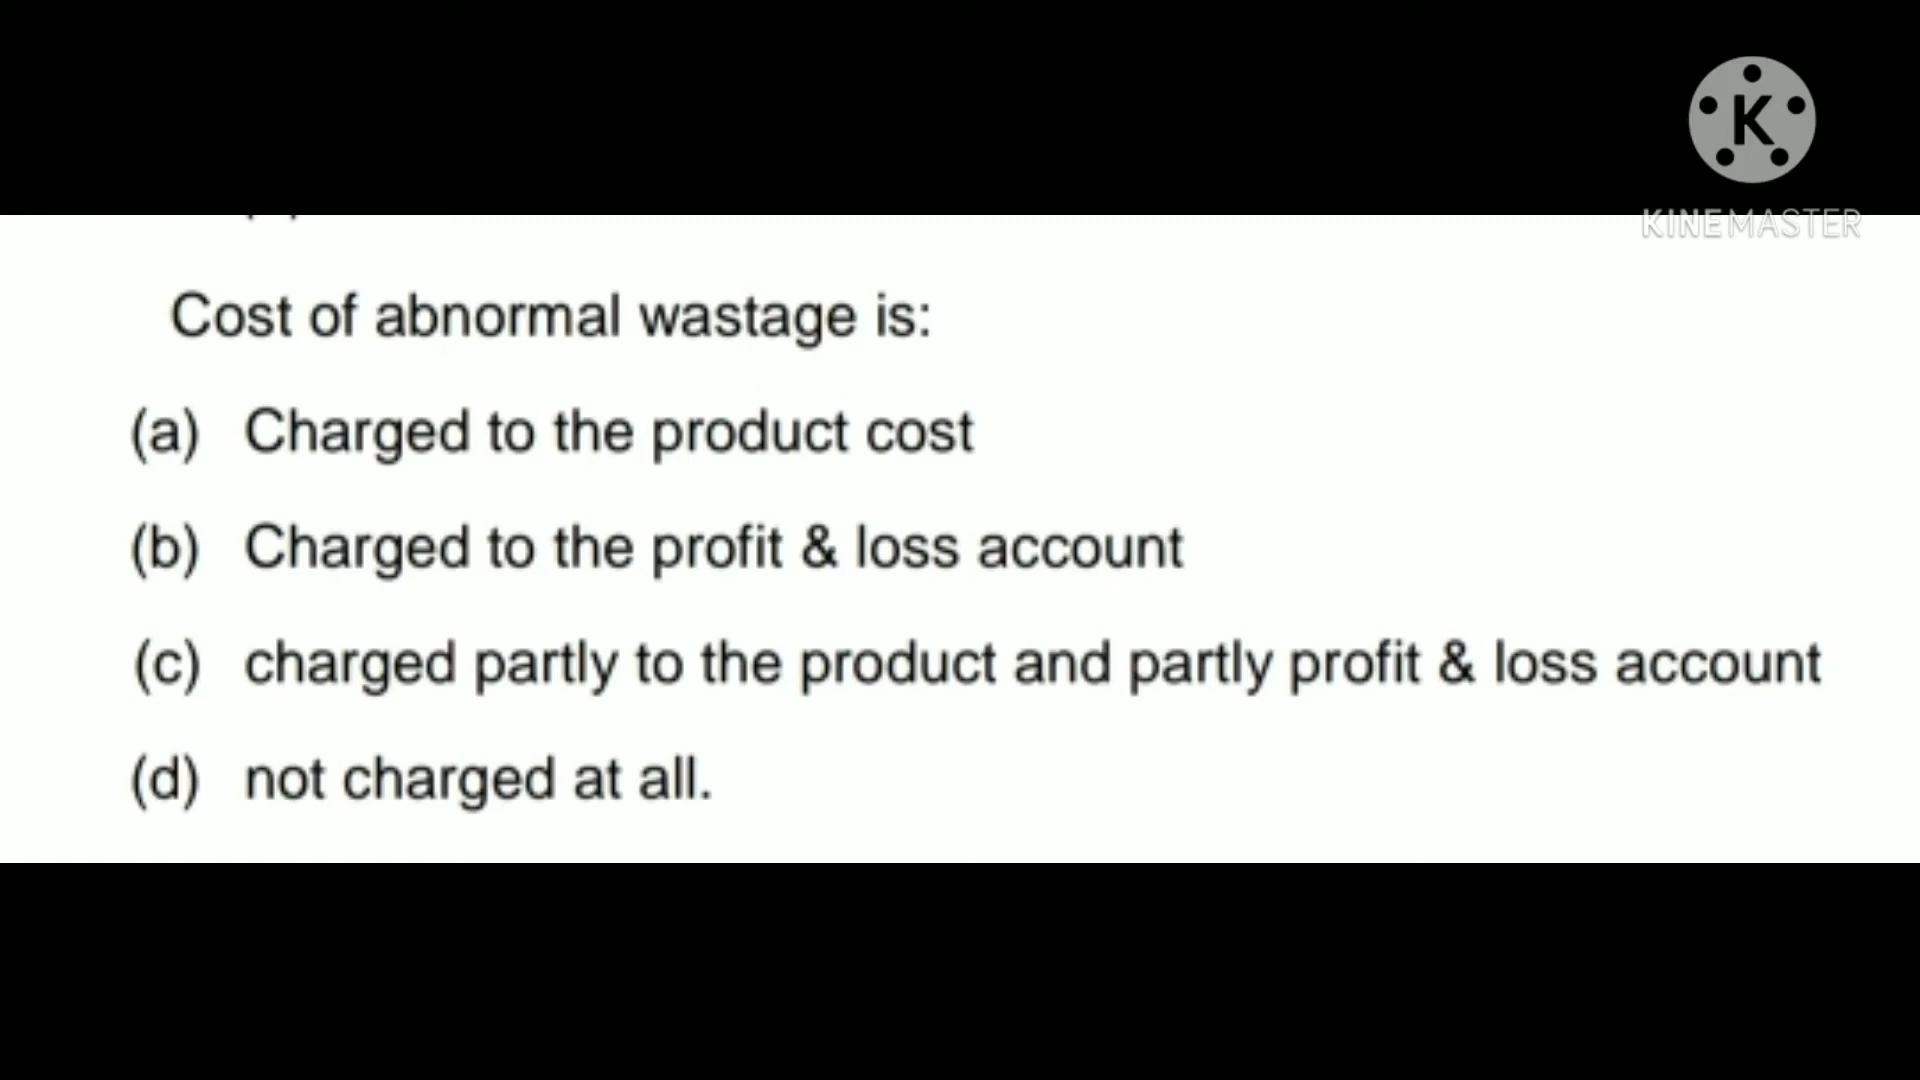 K
KINEMASTER
Cost of abnormal wastage is:
(a) Charged to the product cost
(b) Charged to the profit & loss account
(c) charged partly to the product and partly profit & loss account
(d) not charged at all.